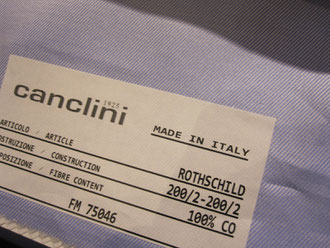 canclini
1925
MADE IN ITALY
ARTICOLO / ARTICLE
ROTHSCHILD
OSTRUZIONE / CONSTRUCTION
200/2-200/2
POSIZIONE / FIBRE CONTENT
100% CO
FM 75046